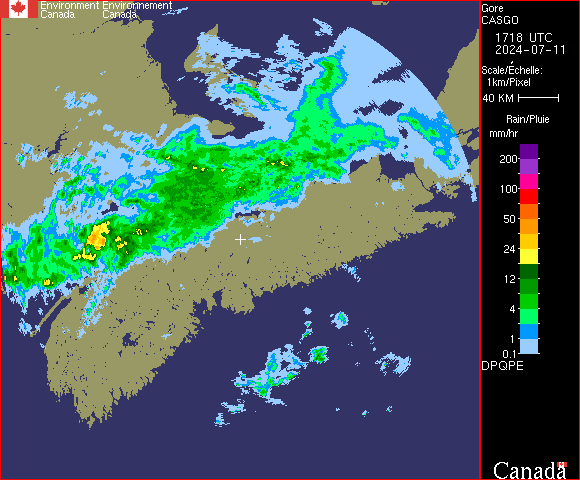 Environment Environnement
Canada Canada
Gore
CASGO
1718 UTC
2024-07-11
Scale/Échelle:
1km/Pixel
40 KM
Rain/Pluie
mm/hr
200
100
50
24
12
4
1
0.1
DPQPE
Canada